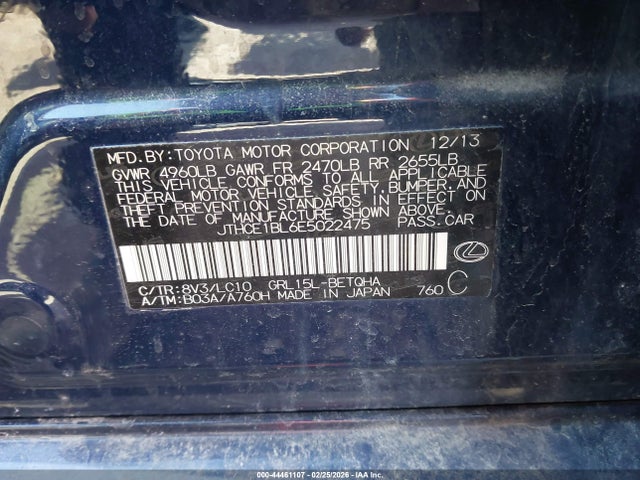 MFD.BY:TOYOTA MOTOR CORPORATION 12/13
GVWR 4960LB GAWR FR 2470LB RR 2655LB
THIS VEHICLE CONFORMS TO ALL APPLICABLE
FEDERAL MOTOR VEHICLE SAFETY,BUMPER,AND
THEFT PREVENTION STANDARDS IN EFFECT ON
THE DATE OF MANUFACTURE SHOWN ABOVE.
JTHCE1BL6E5022475 PASS.CAR
C/TR:8V3/LC10 GRL15L-BETQHA
A/TM:B03A/A760H MADE IN JAPAN 760 C
000-44461107 - 02/25/2026 - IAAI.COM